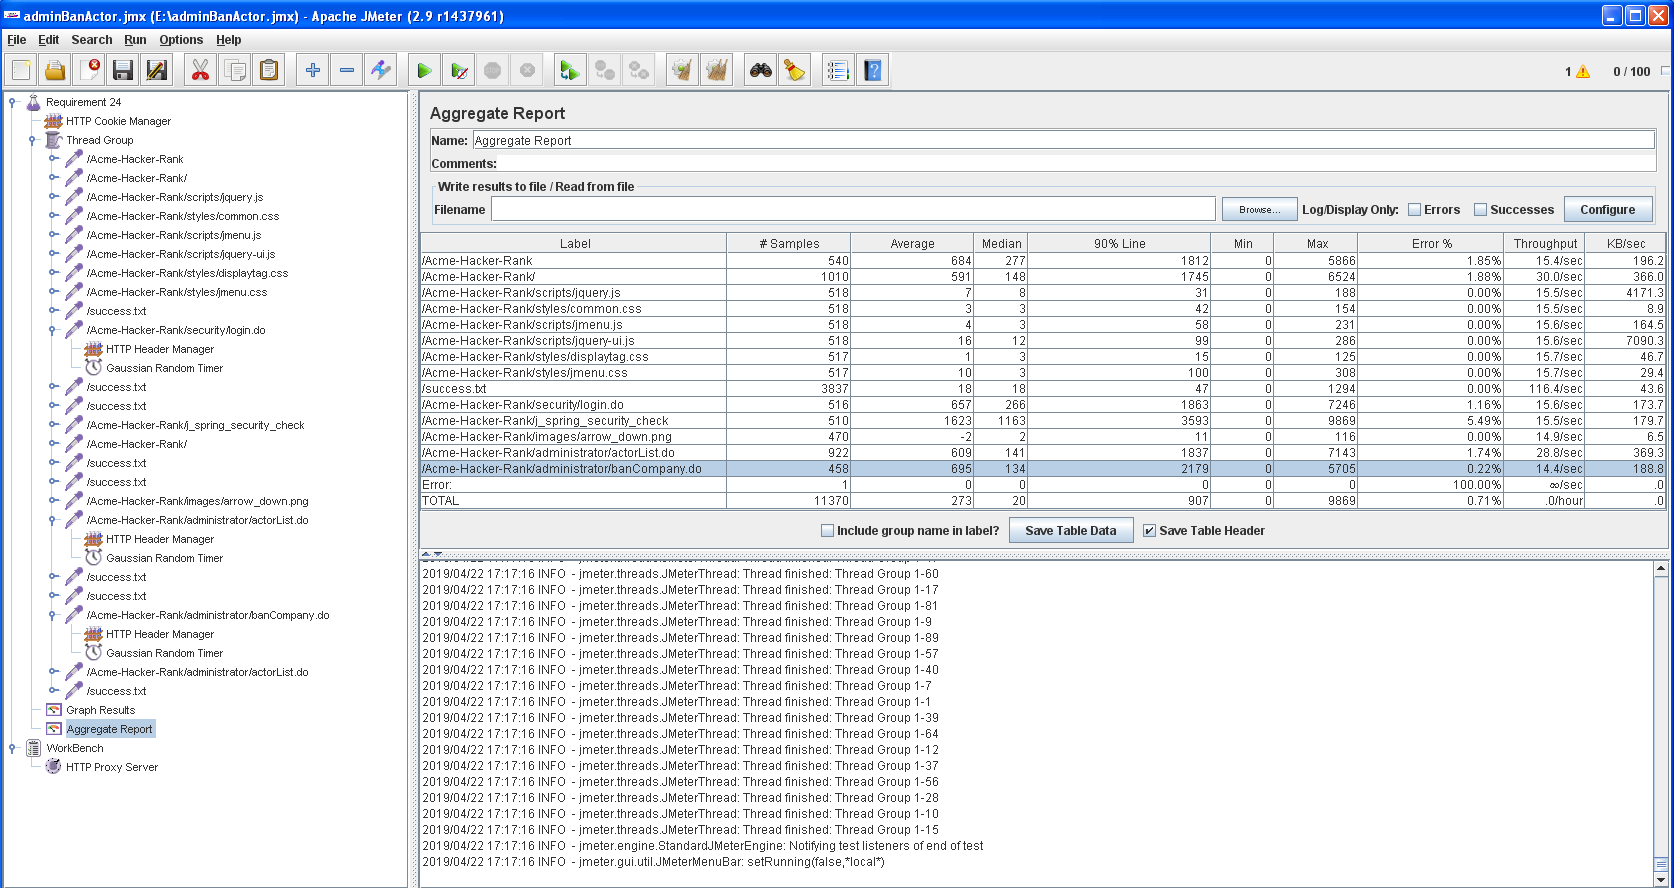 adminBanActor.jmx (E:\adminBanActor.jmx) - Apache JMeter (2.9 r1437961)
File Edit Search Run Options Help
1 0 / 100
Requirement 24
HTTP Cookie Manager
Thread Group
/Acme-Hacker-Rank
/Acme-Hacker-Rank/
/Acme-Hacker-Rank/scripts/jquery.js
/Acme-Hacker-Rank/styles/common.css
/Acme-Hacker-Rank/scripts/jmenu.js
/Acme-Hacker-Rank/scripts/jquery-ui.js
/Acme-Hacker-Rank/styles/displaytag.css
/Acme-Hacker-Rank/styles/jmenu.css
/success.txt
/Acme-Hacker-Rank/security/login.do
HTTP Header Manager
Gaussian Random Timer
/success.txt
/success.txt
/Acme-Hacker-Rank/j_spring_security_check
/Acme-Hacker-Rank/
/success.txt
/success.txt
/Acme-Hacker-Rank/images/arrow_down.png
/Acme-Hacker-Rank/administrator/actorList.do
HTTP Header Manager
Gaussian Random Timer
/success.txt
/success.txt
/Acme-Hacker-Rank/administrator/banCompany.do
HTTP Header Manager
Gaussian Random Timer
/Acme-Hacker-Rank/administrator/actorList.do
/success.txt
Graph Results
Aggregate Report
WorkBench
HTTP Proxy Server
Aggregate Report
Name: Aggregate Report
Comments:
Write results to file / Read from file
Filename Browse... Log/Display Only: Errors Successes Configure
Label # Samples Average Median 90% Line Min Max Error % Throughput KB/sec
/Acme-Hacker-Rank 540 684 277 1812 0 5866 1.85% 15.4/sec 196.2
/Acme-Hacker-Rank/ 1010 591 148 1745 0 6524 1.88% 30.0/sec 366.0
/Acme-Hacker-Rank/scripts/jquery.js 518 7 8 31 0 188 0.00% 15.5/sec 4171.3
/Acme-Hacker-Rank/styles/common.css 518 3 3 42 0 154 0.00% 15.6/sec 8.9
/Acme-Hacker-Rank/scripts/jmenu.js 518 4 3 58 0 231 0.00% 15.6/sec 164.5
/Acme-Hacker-Rank/scripts/jquery-ui.js 518 16 12 99 0 286 0.00% 15.6/sec 7090.3
/Acme-Hacker-Rank/styles/displaytag.css 517 1 3 15 0 125 0.00% 15.7/sec 46.7
/Acme-Hacker-Rank/styles/jmenu.css 517 10 3 100 0 308 0.00% 15.7/sec 29.4
/success.txt 3837 18 18 47 0 1294 0.00% 116.4/sec 43.6
/Acme-Hacker-Rank/security/login.do 516 657 266 1863 0 7246 1.16% 15.6/sec 173.7
/Acme-Hacker-Rank/j_spring_security_check 510 1623 1163 3593 0 9869 5.49% 15.5/sec 179.7
/Acme-Hacker-Rank/images/arrow_down.png 470 -2 2 11 0 116 0.00% 14.9/sec 6.5
/Acme-Hacker-Rank/administrator/actorList.do 922 609 141 1837 0 7143 1.74% 28.8/sec 369.3
/Acme-Hacker-Rank/administrator/banCompany.do 458 695 134 2179 0 5705 0.22% 14.4/sec 188.8
Error: 1 0 0 0 0 0 100.00% ∞/sec .0
TOTAL 11370 273 20 907 0 9869 0.71% .0/hour .0
Include group name in label? Save Table Data Save Table Header
2019/04/22 17:17:16 INFO - jmeter.threads.JMeterThread: Thread finished: Thread Group 1-60
2019/04/22 17:17:16 INFO - jmeter.threads.JMeterThread: Thread finished: Thread Group 1-17
2019/04/22 17:17:16 INFO - jmeter.threads.JMeterThread: Thread finished: Thread Group 1-81
2019/04/22 17:17:16 INFO - jmeter.threads.JMeterThread: Thread finished: Thread Group 1-9
2019/04/22 17:17:16 INFO - jmeter.threads.JMeterThread: Thread finished: Thread Group 1-89
2019/04/22 17:17:16 INFO - jmeter.threads.JMeterThread: Thread finished: Thread Group 1-57
2019/04/22 17:17:16 INFO - jmeter.threads.JMeterThread: Thread finished: Thread Group 1-40
2019/04/22 17:17:16 INFO - jmeter.threads.JMeterThread: Thread finished: Thread Group 1-7
2019/04/22 17:17:16 INFO - jmeter.threads.JMeterThread: Thread finished: Thread Group 1-1
2019/04/22 17:17:16 INFO - jmeter.threads.JMeterThread: Thread finished: Thread Group 1-39
2019/04/22 17:17:16 INFO - jmeter.threads.JMeterThread: Thread finished: Thread Group 1-64
2019/04/22 17:17:16 INFO - jmeter.threads.JMeterThread: Thread finished: Thread Group 1-12
2019/04/22 17:17:16 INFO - jmeter.threads.JMeterThread: Thread finished: Thread Group 1-37
2019/04/22 17:17:16 INFO - jmeter.threads.JMeterThread: Thread finished: Thread Group 1-56
2019/04/22 17:17:16 INFO - jmeter.threads.JMeterThread: Thread finished: Thread Group 1-28
2019/04/22 17:17:16 INFO - jmeter.threads.JMeterThread: Thread finished: Thread Group 1-10
2019/04/22 17:17:16 INFO - jmeter.threads.JMeterThread: Thread finished: Thread Group 1-15
2019/04/22 17:17:16 INFO - jmeter.engine.StandardJMeterEngine: Notifying test listeners of end of test
2019/04/22 17:17:16 INFO - jmeter.gui.util.JMeterMenuBar: setRunning(false,*local*)